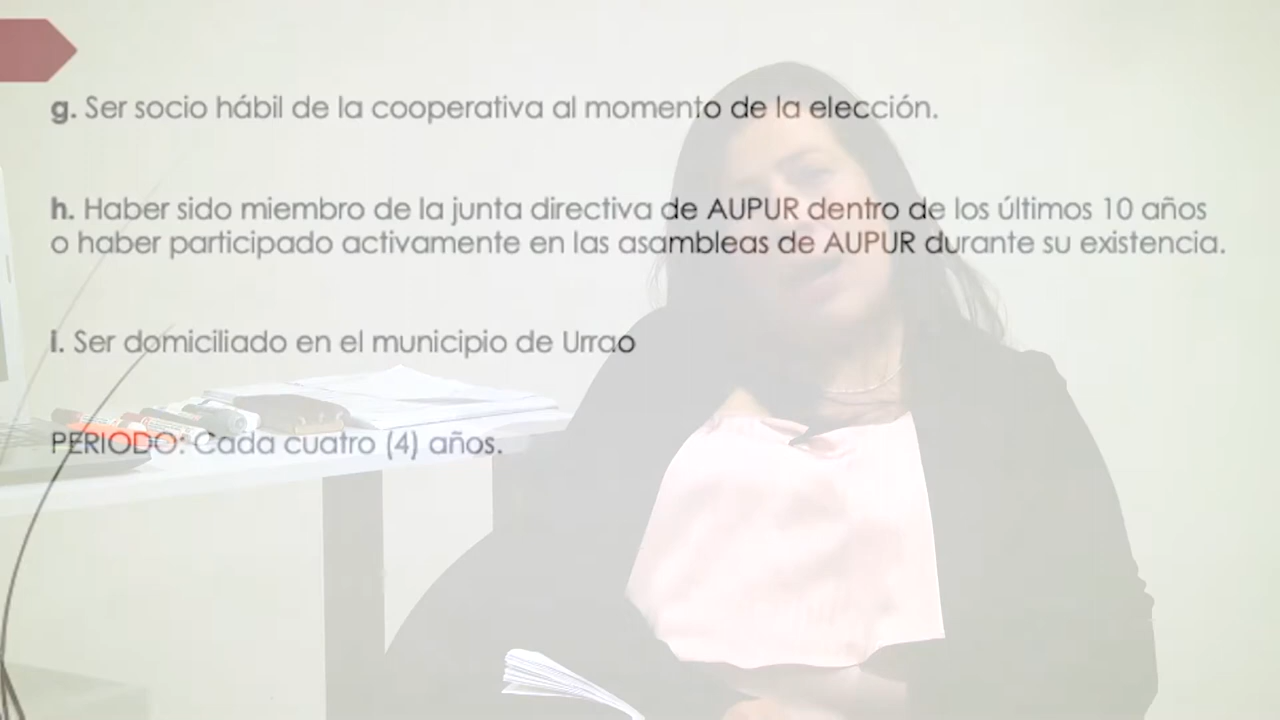 g. Ser socio hábil de la cooperativa al momento de la elección.
h. Haber sido miembro de la junta directiva de AUPUR dentro de los últimos 10 años
o haber participado activamente en las asambleas de AUPUR durante su existencia.
I. Ser domiciliado en el municipio de Urrao
PERIODO: Cada cuatro (4) años.